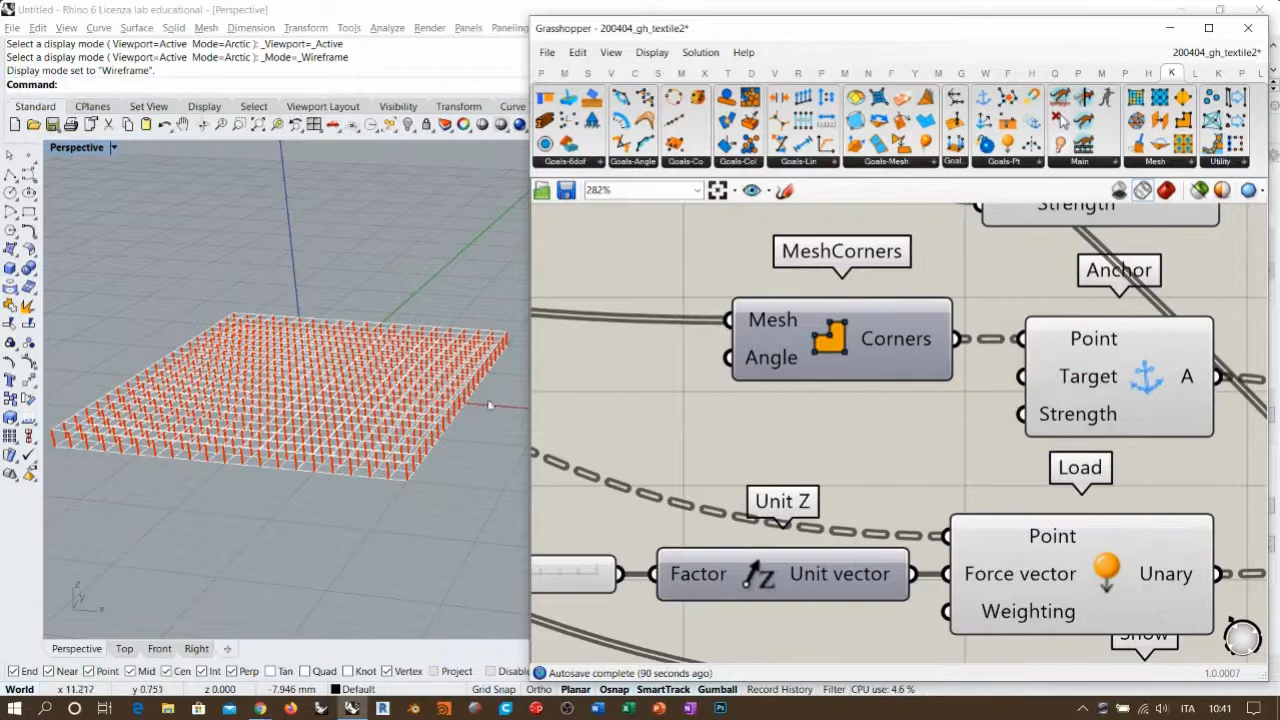 Untitled - Rhino 6 Licenza lab educational - [Perspective]
File Edit View Curve Surface Solid Mesh Dimension Transform Tools Analyze Render Panels
Select a display mode ( Viewport=Active Mode=Arctic ): _Viewport=_Active
Select a display mode ( Viewport=Active Mode=Arctic ): _Mode=_Wireframe
Display mode set to "Wireframe".
Command:
Standard CPlanes Set View Display Select Viewport Layout Visibility Transform Curve
Perspective
z
y
x
Perspective Top Front Right
End Near Point Mid Cen Int Perp Tan Quad Knot Vertex Project Disable
World x 11.217 y 0.753 z 0.000 -7.946 mm Default Grid Snap Ortho Planar Osnap SmartTrack Gumball Record History Filter CPU use: 4.6 %
Grasshopper - 200404_gh_textile2*
File Edit View Display Solution Help
200404_gh_textile2*
P M S V C S M X T D W M N F M S G F W D K L
Goals-6dof Goals-Angle Goals-Co Goals-Col Goals-Lin Goals-Mesh Goal. Goals-Pt Main Mesh Utility
282%
Strength
MeshCorners
Mesh
Angle
Corners
Anchor
Point
Target
Strength
A
Load
Unit Z
Factor
Z
Unit vector
Point
Force vector
Weighting
Unary
Show
Autosave complete (90 seconds ago)
1.0.0007
ITA 10:41